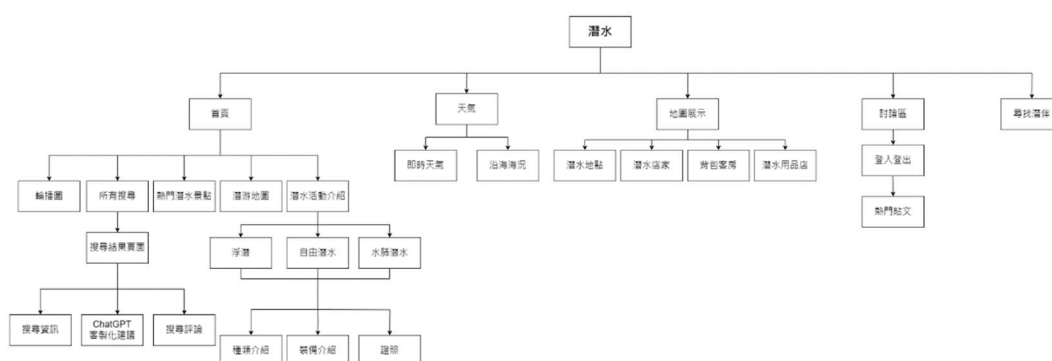 潛水
首頁
天氣
地圖展示
討論區
尋找潛伴
即時天氣
沿海海況
潛水地點
潛水店家
背包客房
潛水用品店
登入登出
輪播圖
所有搜尋
熱門潛水景點
潛游地圖
潛水活動介紹
熱門貼文
搜尋結果頁面
浮潛
自由潛水
水肺潛水
搜尋資訊
ChatGPT
客製化建議
搜尋評論
種類介紹
裝備介紹
證照